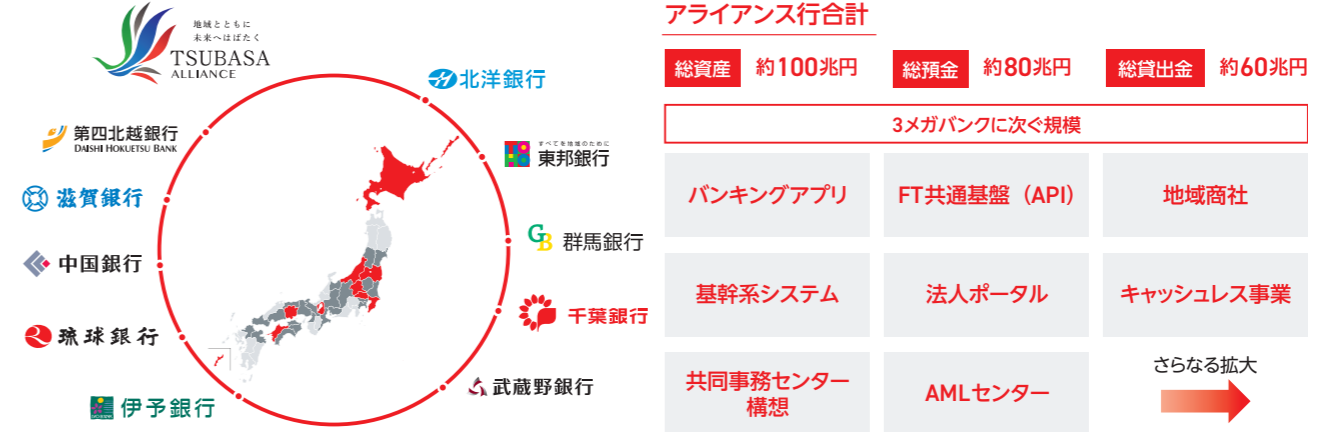 地域とともに
未来へはばたく
TSUBASA
ALLIANCE
北洋銀行
第四北越銀行
DAISHI HOKUETSU BANK
すべてを地域のために
東邦銀行
滋賀銀行
GB 群馬銀行
中国銀行
千葉銀行
琉球銀行
武蔵野銀行
伊予銀行
アライアンス行合計
総資産 約100兆円 総預金 約80兆円 総貸出金 約60兆円
3メガバンクに次ぐ規模
バンキングアプリ FT共通基盤（API） 地域商社
基幹系システム 法人ポータル キャッシュレス事業
共同事務センター
構想
AMLセンター
さらなる拡大